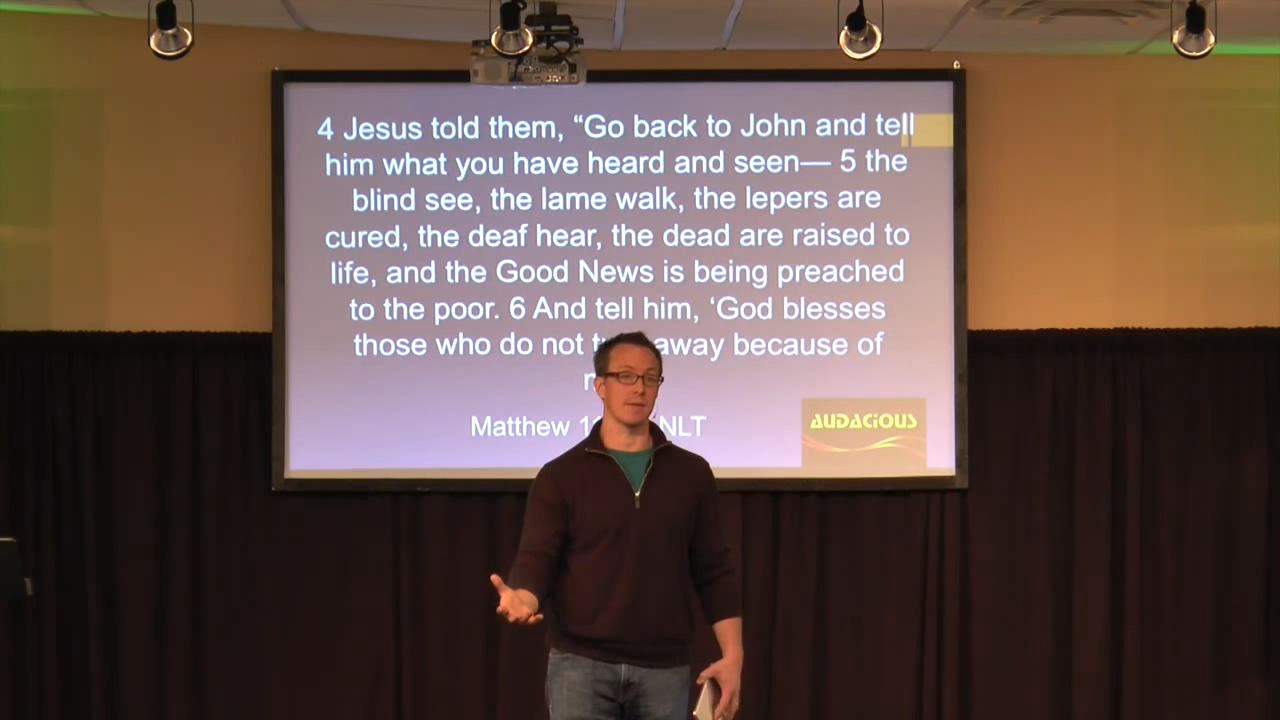 4 Jesus told them, “Go back to John and tell
him what you have heard and seen— 5 the
blind see, the lame walk, the lepers are
cured, the deaf hear, the dead are raised to
life, and the Good News is being preached
to the poor. 6 And tell him, ‘God blesses
those who do not away because of
Matthew NLT
AUDACIOUS